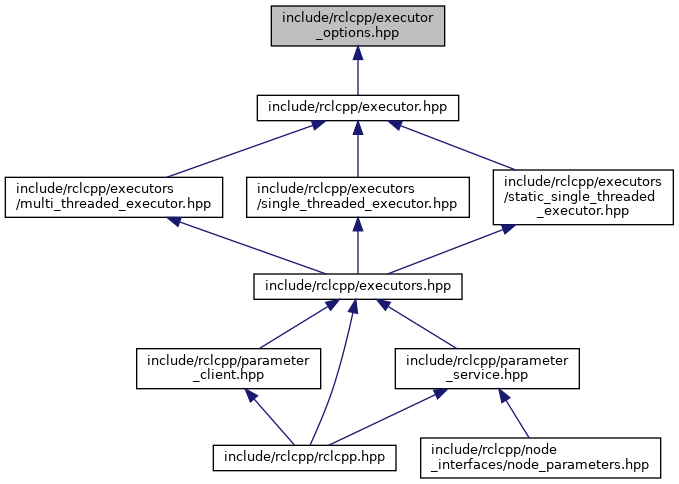 include/rclcpp/executor
_options.hpp
include/rclcpp/executor.hpp
include/rclcpp/executors
/multi_threaded_executor.hpp
include/rclcpp/executors
/single_threaded_executor.hpp
include/rclcpp/executors
/static_single_threaded
_executor.hpp
include/rclcpp/executors.hpp
include/rclcpp/parameter
_client.hpp
include/rclcpp/parameter
_service.hpp
include/rclcpp/rclcpp.hpp
include/rclcpp/node
_interfaces/node_parameters.hpp